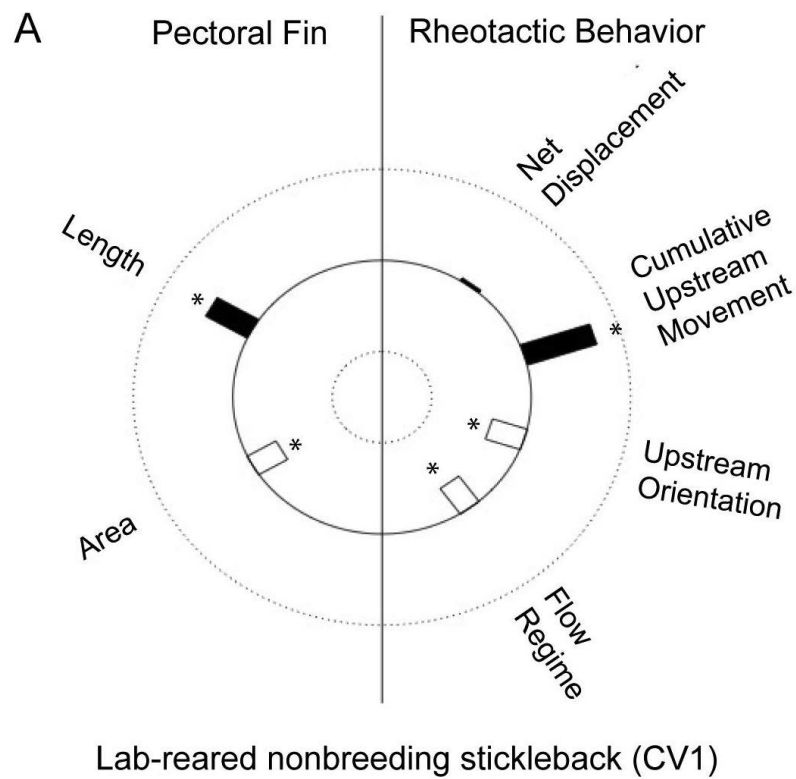 A
Pectoral Fin
Rheotactic Behavior
Net
Displacement
Length
*
Cumulative
Upstream
Movement
*
*
*
*
Upstream
Orientation
Area
Flow
Regime
Lab-reared nonbreeding stickleback (CV1)